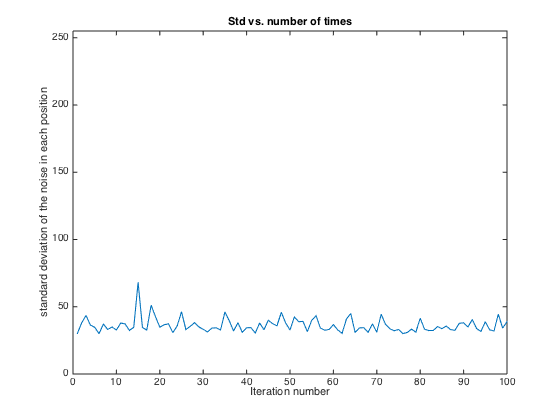 Std vs. number of times
250
200
150
100
50
0
standard deviation of the noise in each position
0 10 20 30 40 50 60 70 80 90 100
Iteration number